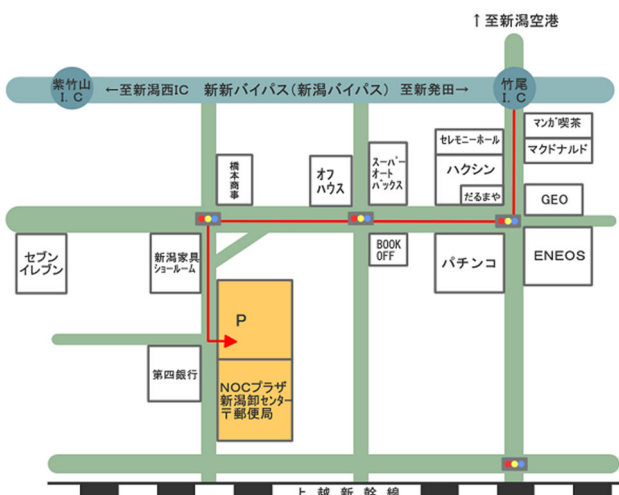 ↑至新潟空港
紫竹山
I. C
←至新潟西IC 新新バイパス(新潟バイパス) 至新発田→
竹尾
I. C
マンガ喫茶
マクドナルド
セレモニーホール
ハクシン
だるまや
GEO
橋本商事
オフ
ハウス
スーパー
オート
バックス
セブン
イレブン
新潟家具
ショールーム
BOOK
OFF
パチンコ
ENEOS
P
第四銀行
NOCプラザ
新潟卸センター
〒郵便局
上越新幹線